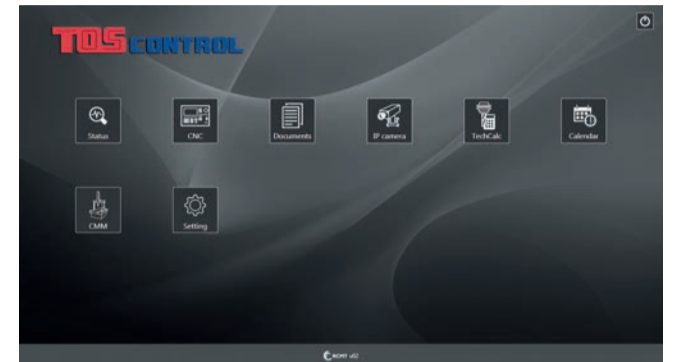 TOS CONTROL
Status
CNC
Documents
IP camera
TechCalc
Calendar
CMM
Setting